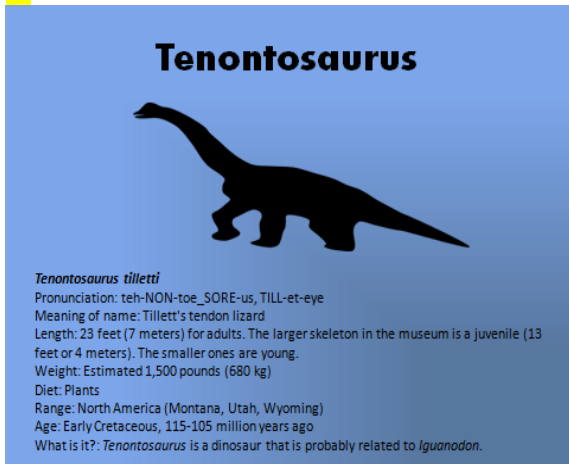 Tenontosaurus
Tenontosaurus tilletti
Pronunciation: teh-NON-toe_SORE-us, TILL-et-eye
Meaning of name: Tillett's tendon lizard
Length: 23 feet (7 meters) for adults. The larger skeleton in the museum is a juvenile (13
feet or 4 meters). The smaller ones are young.
Weight: Estimated 1,500 pounds (680 kg)
Diet: Plants
Range: North America (Montana, Utah, Wyoming)
Age: Early Cretaceous, 115-105 million years ago
What is it?: Tenontosaurus is a dinosaur that is probably related to Iguanodon.